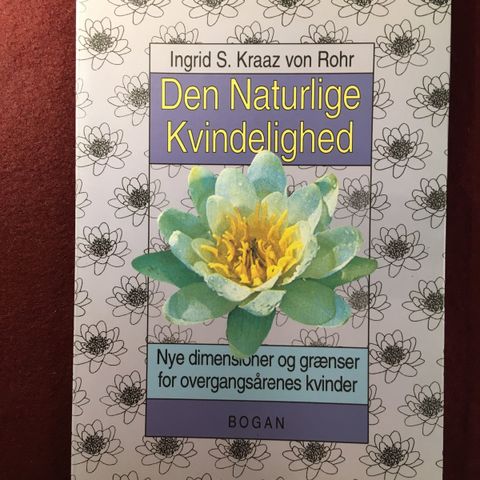 Ingrid S. Kraaz von Rohr
Den Naturlige
Kvindelighed
Nye dimensioner og grænser
for overgangsårenes kvinder
BOGAN